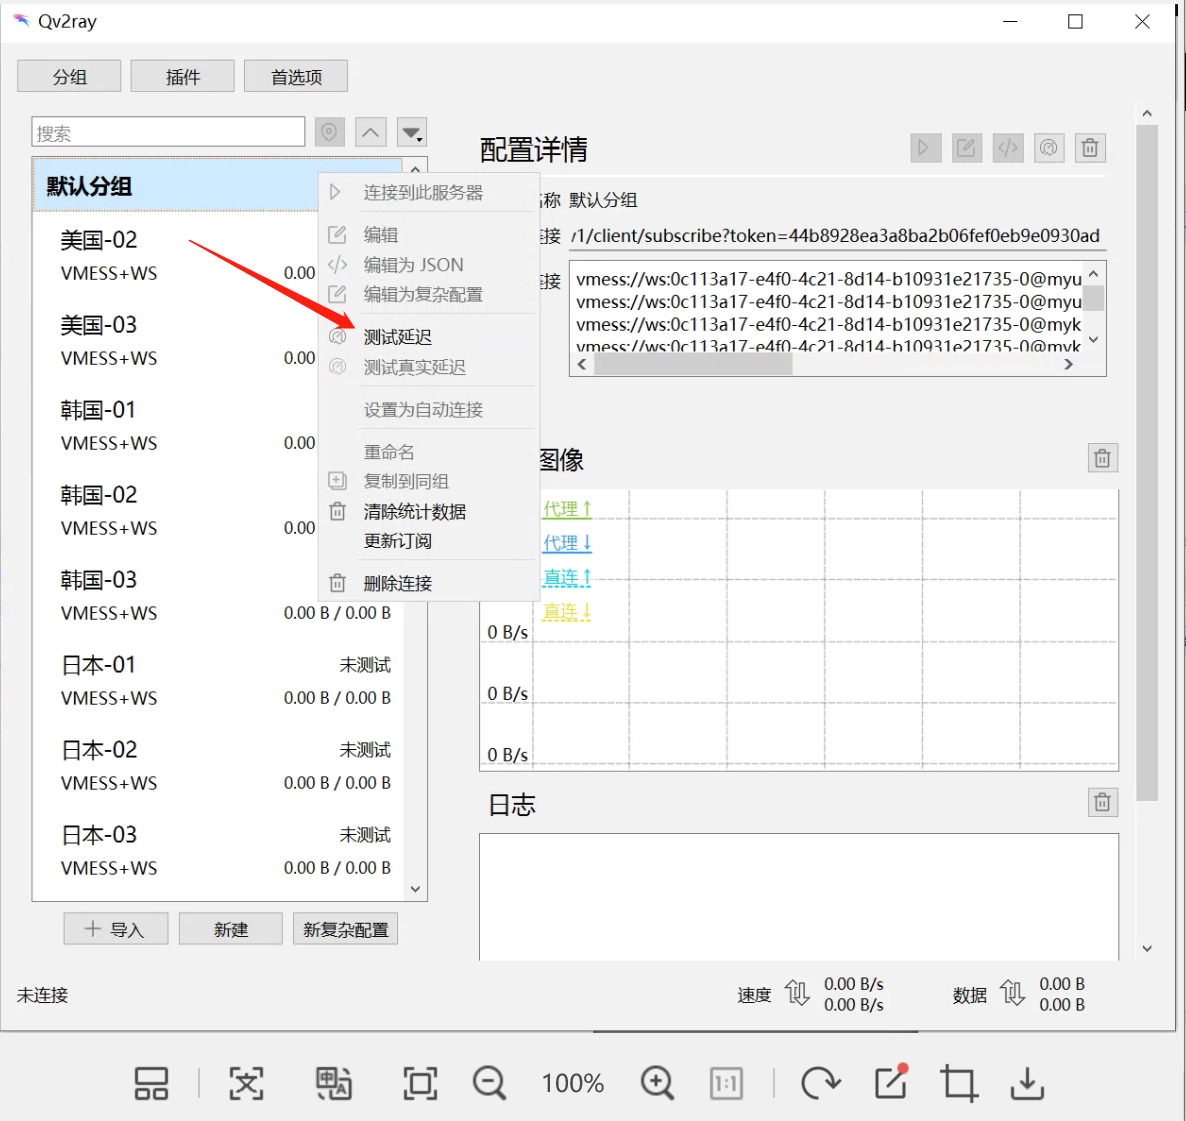 Qv2ray
分组
插件
首选项
搜索
默认分组
美国-02
VMESS+WS
0.00
美国-03
VMESS+WS
0.00
韩国-01
VMESS+WS
0.00
韩国-02
VMESS+WS
0.00
韩国-03
VMESS+WS
0.00 B / 0.00 B
日本-01
未测试
VMESS+WS
0.00 B / 0.00 B
日本-02
未测试
VMESS+WS
0.00 B / 0.00 B
日本-03
未测试
VMESS+WS
0.00 B / 0.00 B
导入
新建
新复杂配置
连接到此服务器
编辑
编辑为 JSON
编辑为复杂配置
测试延迟
测试真实延迟
设置为自动连接
重命名
复制到同组
清除统计数据
更新订阅
删除连接
配置详情
名称 默认分组
连接 /1/client/subscribe?token=44b8928ea3a8ba2b06fef0eb9e0930ad
连接 vmess://ws:0c113a17-e4f0-4c21-8d14-b10931e21735-0@myu
vmess://ws:0c113a17-e4f0-4c21-8d14-b10931e21735-0@myu
vmess://ws:0c113a17-e4f0-4c21-8d14-b10931e21735-0@myk
vmess://ws:0c113a17-e4f0-4c21-8d14-b10931e21735-0@myk
图像
代理↑
代理↓
直连↑
直连↓
0 B/s
0 B/s
0 B/s
日志
未连接
速度
0.00 B/s
0.00 B/s
数据
0.00 B
0.00 B
100%
1:1